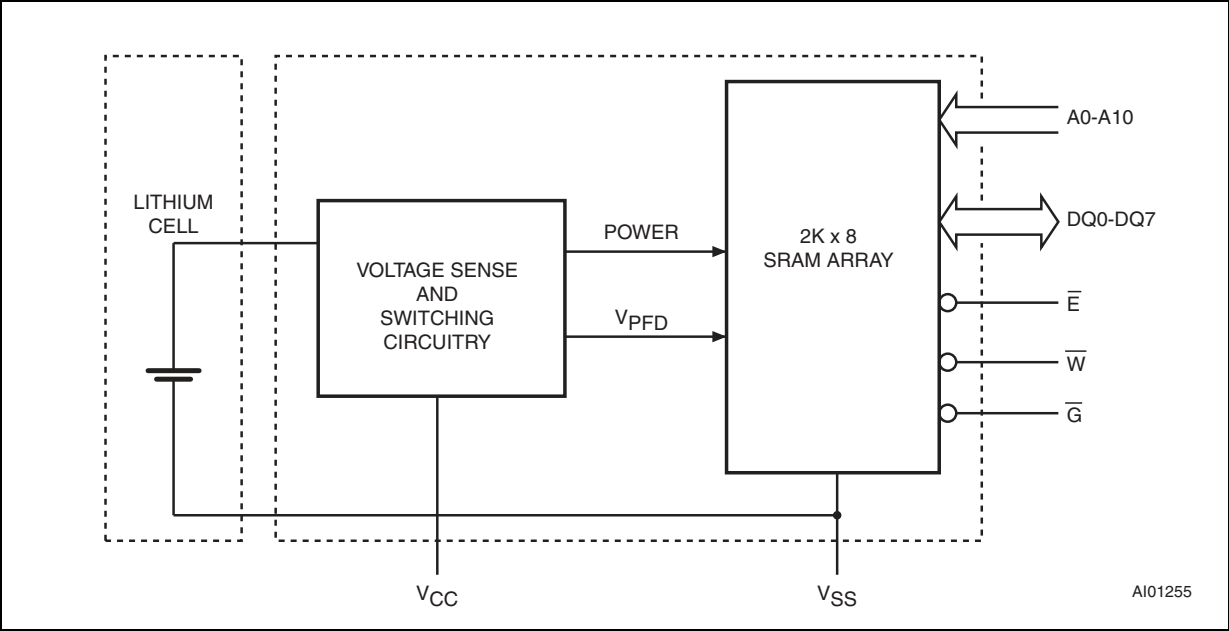 LITHIUM
CELL
VOLTAGE SENSE
AND
SWITCHING
CIRCUITRY
POWER
VPFD
2K x 8
SRAM ARRAY
A0-A10
DQ0-DQ7
E̅
W̅
G̅
VCC
VSS
AI01255